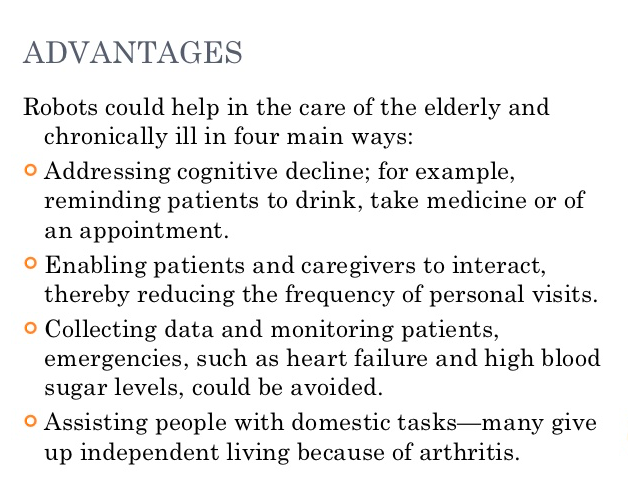 ADVANTAGES
Robots could help in the care of the elderly and
chronically ill in four main ways:
Addressing cognitive decline; for example,
reminding patients to drink, take medicine or of
an appointment.
Enabling patients and caregivers to interact,
thereby reducing the frequency of personal visits.
Collecting data and monitoring patients,
emergencies, such as heart failure and high blood
sugar levels, could be avoided.
Assisting people with domestic tasks—many give
up independent living because of arthritis.